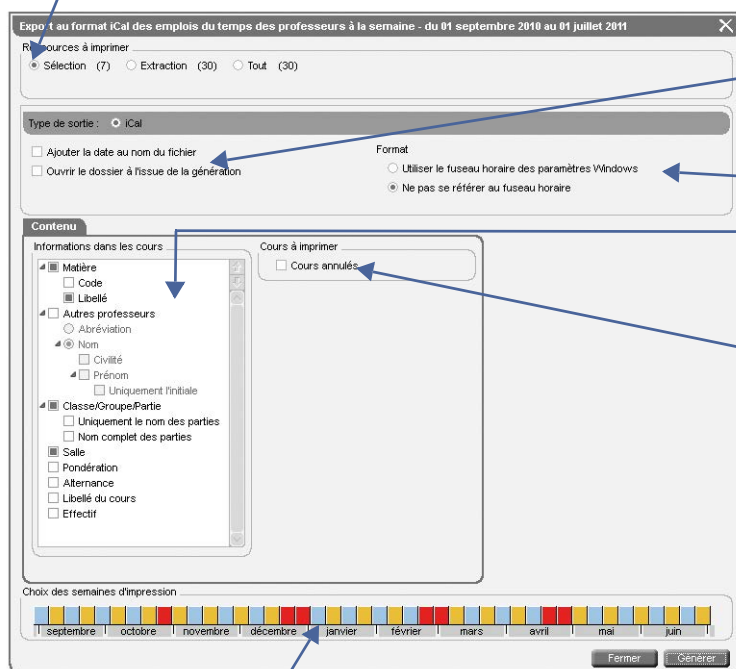 Export au format iCal des emplois du temps des professeurs à la semaine - du 01 septembre 2010 au 01 juillet 2011
Ressources à imprimer
Sélection (7) Extraction (30) Tout (30)
Type de sortie : iCal
Ajouter la date au nom du fichier
Ouvrir le dossier à l'issue de la génération
Format
Utiliser le fuseau horaire des paramètres Windows
Ne pas se référer au fuseau horaire
Contenu
Informations dans les cours
Matière
Code
Libellé
Autres professeurs
Abréviation
Nom
Civilité
Prénom
Uniquement l'initiale
Classe/Groupe/Partie
Uniquement le nom des parties
Nom complet des parties
Salle
Pondération
Alternance
Libellé du cours
Effectif
Cours à imprimer
Cours annulés
Choix des semaines d'impression
septembre octobre novembre décembre janvier février mars avril mai juin
Fermer Générer